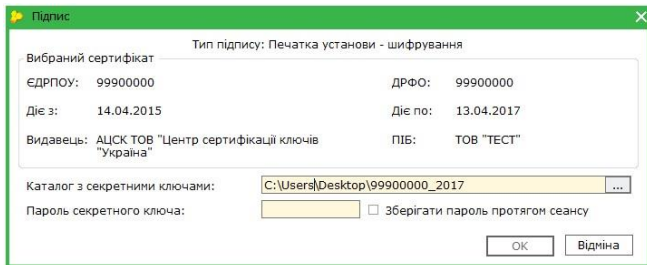 Підпис
Тип підпису: Печатка установи - шифрування
Вибраний сертифікат
ЄДРПОУ: 99900000 ДРФО: 99900000
Діє з: 14.04.2015 Діє по: 13.04.2017
Видавець: АЦСК ТОВ "Центр сертифікації ключів "Україна" ПІБ: ТОВ "ТЕСТ"
Каталог з секретними ключами: C:\Users\Desktop\99900000_2017 ...
Пароль секретного ключа: Зберігати пароль протягом сеансу
ОК Відміна